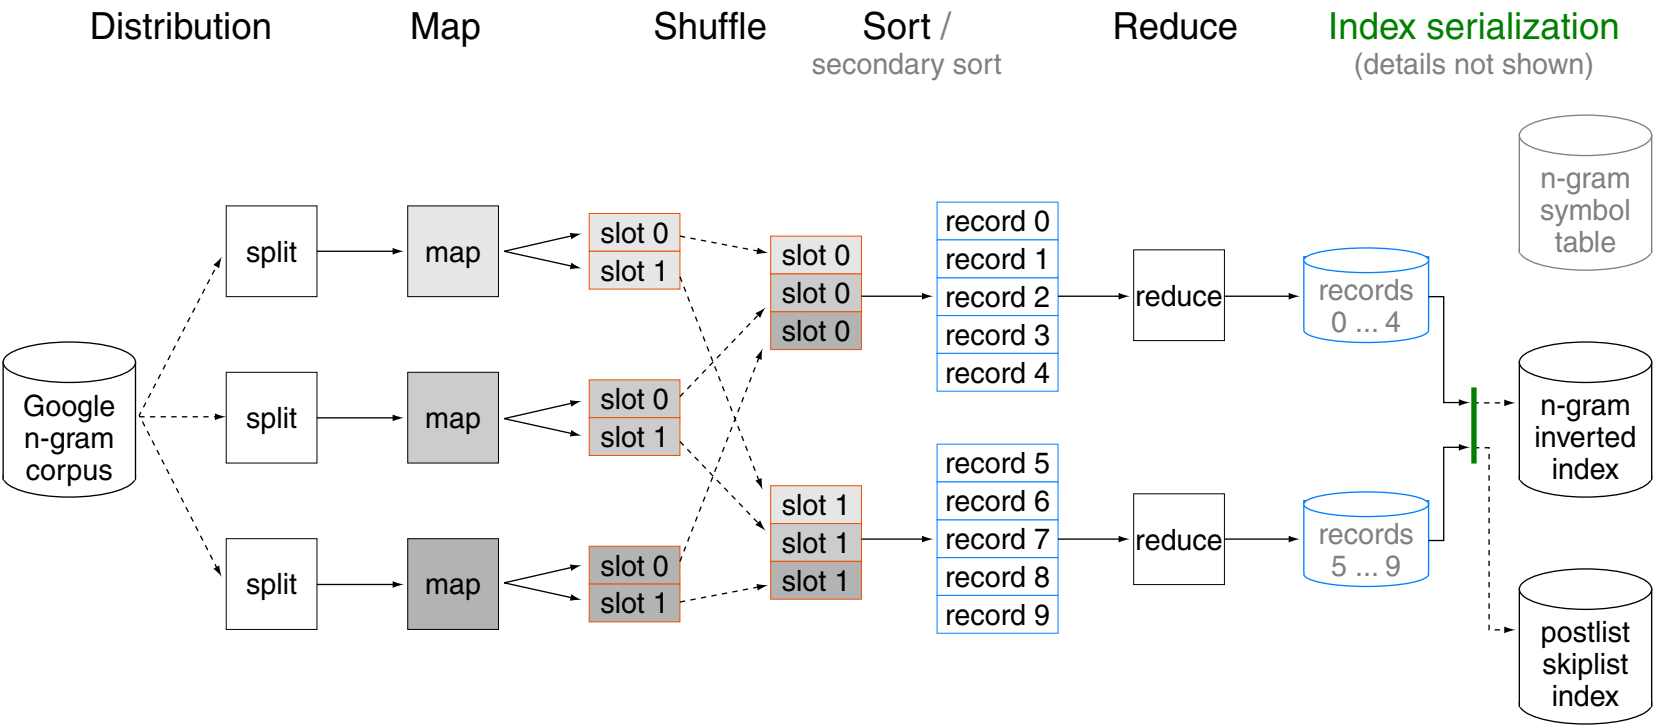 Distribution
Map
Shuffle
Sort /
secondary sort
Reduce
Index serialization
(details not shown)
Google
n-gram
corpus
split
split
split
map
map
map
slot 0
slot 1
slot 0
slot 1
slot 0
slot 1
slot 0
slot 0
slot 0
slot 1
slot 1
slot 1
record 0
record 1
record 2
record 3
record 4
record 5
record 6
record 7
record 8
record 9
reduce
reduce
records
0 ... 4
records
5 ... 9
n-gram
symbol
table
n-gram
inverted
index
postlist
skiplist
index